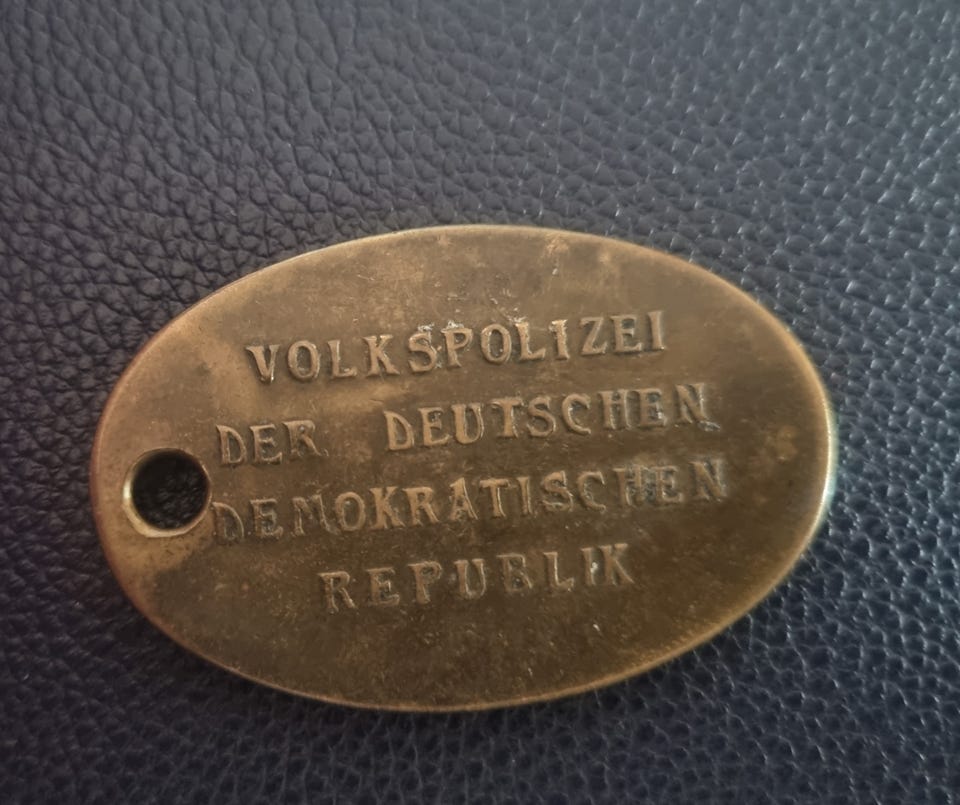 VOLKSPOLIZEI
DER DEUTSCHEN
DEMOKRATISCHEN
REPUBLIK